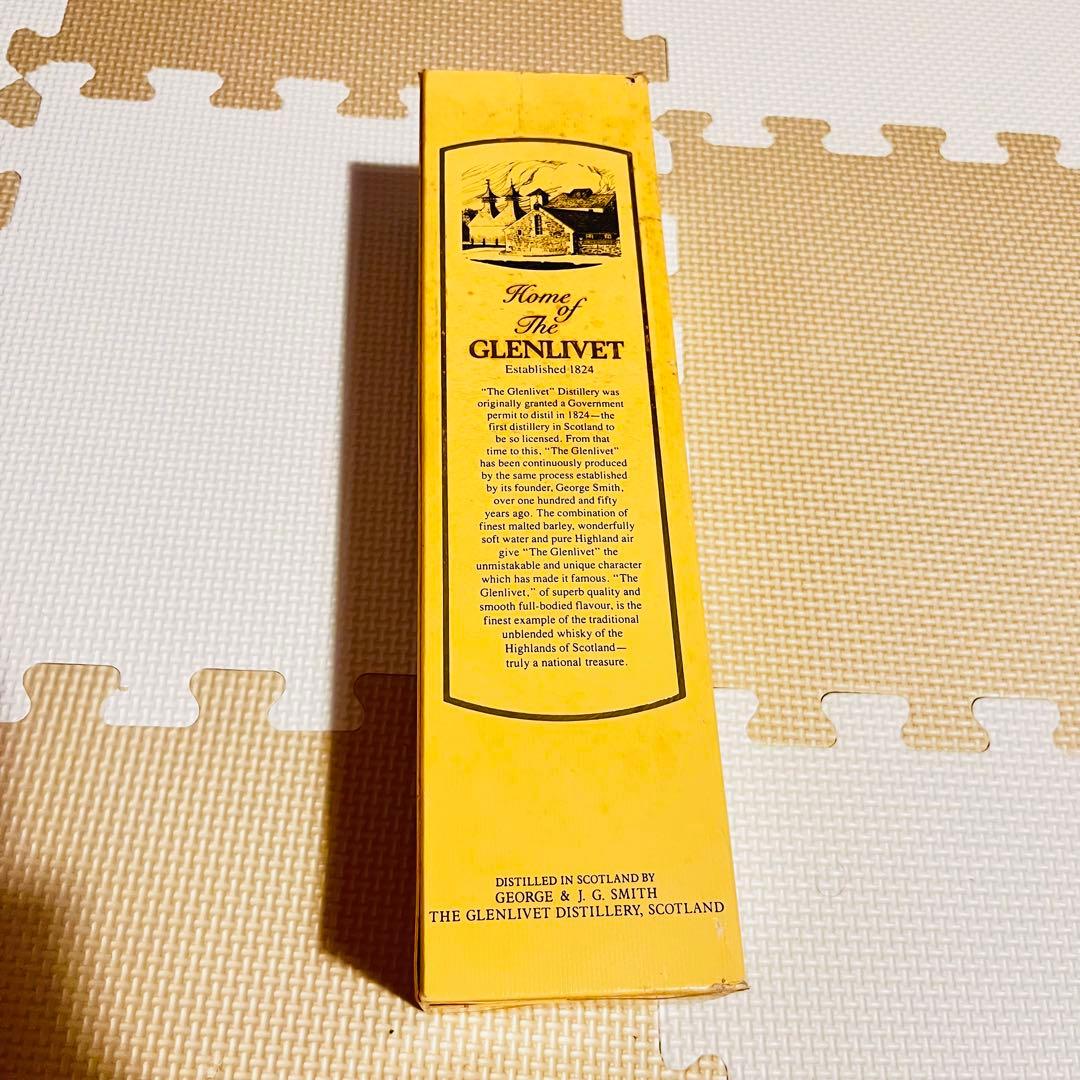 Home
of
The
GLENLIVET
Established 1824
“The Glenlivet” Distillery was
originally granted a Government
permit to distil in 1824—the
first distillery in Scotland to
be so licensed. From that
time to this, “The Glenlivet”
has been continuously produced
by the same process established
by its founder, George Smith,
over one hundred and fifty
years ago. The combination of
finest malted barley, wonderfully
soft water and pure Highland air
give “The Glenlivet” the
unmistakable and unique character
which has made it famous. “The
Glenlivet,” of superb quality and
smooth full-bodied flavour, is the
finest example of the traditional
unblended whisky of the
Highlands of Scotland—
truly a national treasure.
DISTILLED IN SCOTLAND BY
GEORGE & J. G. SMITH
THE GLENLIVET DISTILLERY, SCOTLAND